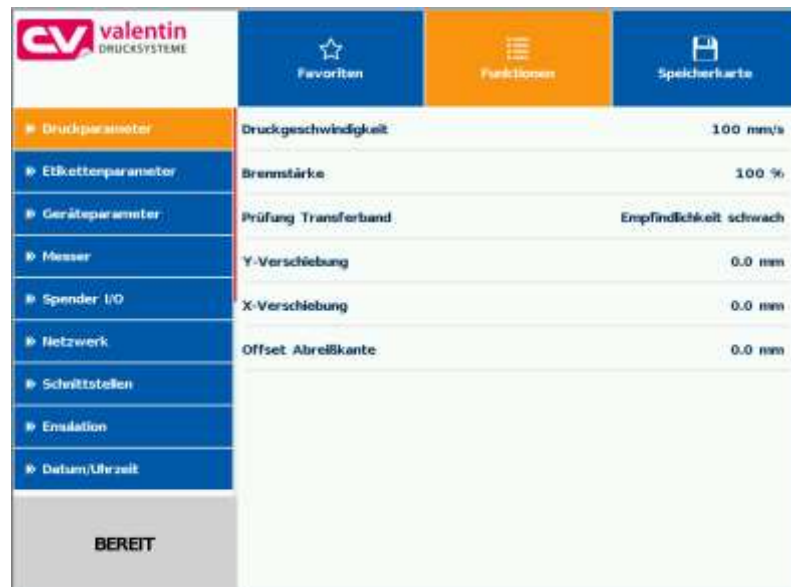 CV valentin
DRUCKSYSTEME
Favoriten
Funktionen
Speicherkarte
Druckparameter
Etikettenparameter
Geräteparameter
Messer
Spender I/O
Netzwerk
Schnittstellen
Emulation
Datum/Uhrzeit
BEREIT
Druckgeschwindigkeit 100 mm/s
Brennstärke 100 %
Prüfung Transferband Empfindlichkeit schwach
Y-Verschiebung 0.0 mm
X-Verschiebung 0.0 mm
Offset Abreißkante 0.0 mm